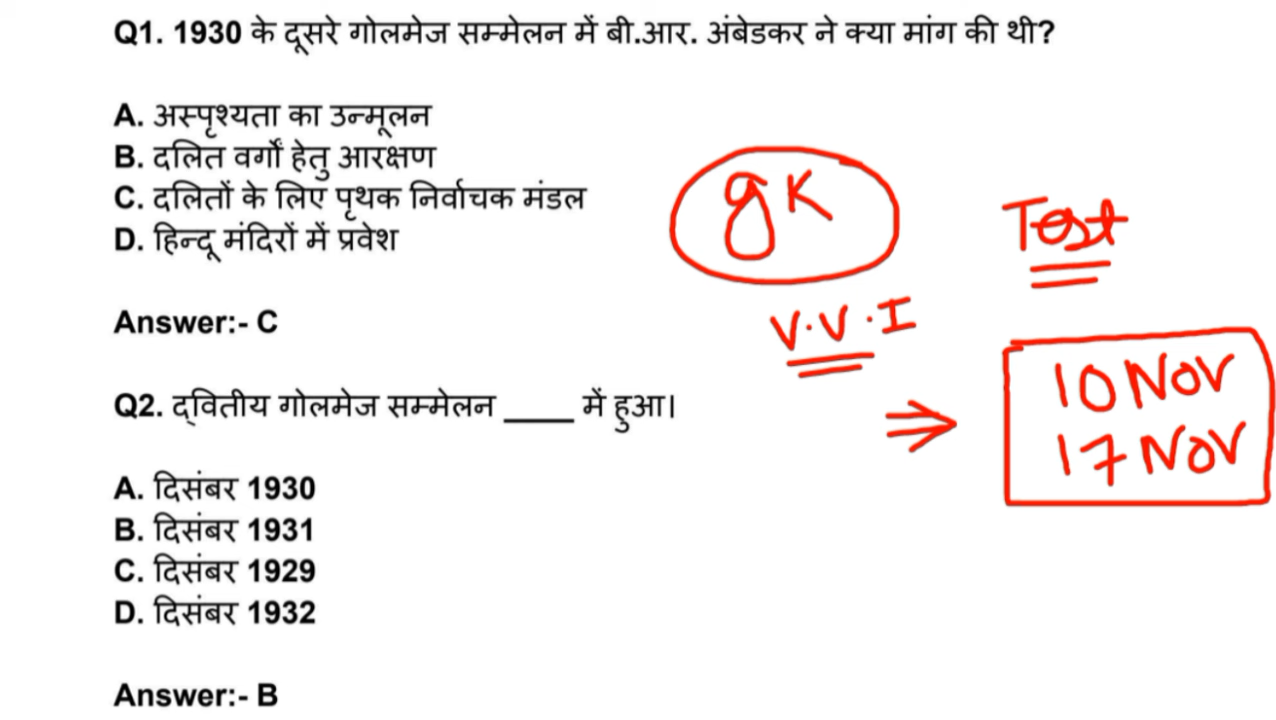 Q1. 1930 के दूसरे गोलमेज सम्मेलन में बी.आर. अंबेडकर ने क्या मांग की थी?
A. अस्पृश्यता का उन्मूलन
B. दलित वर्गों हेतु आरक्षण
C. दलितों के लिए पृथक निर्वाचक मंडल
D. हिन्दू मंदिरों में प्रवेश
Answer:- C
Q2. द्वितीय गोलमेज सम्मेलन ____ में हुआ।
A. दिसंबर 1930
B. दिसंबर 1931
C. दिसंबर 1929
D. दिसंबर 1932
Answer:- B
gK
V.V.I
Test
10 Nov
17 Nov